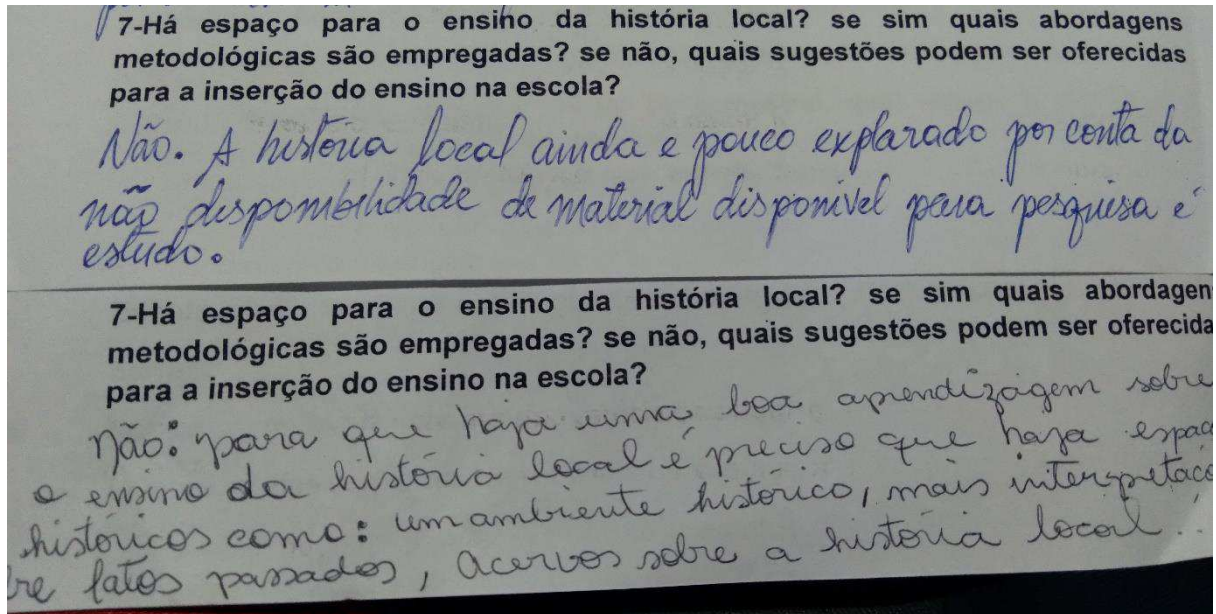 7-Há espaço para o ensino da história local? se sim quais abordagens
metodológicas são empregadas? se não, quais sugestões podem ser oferecidas
para a inserção do ensino na escola?
Não. A história local ainda e pouco explarado por conta da
não disponibilidade de material disponível para pesquisa é
estudo.
7-Há espaço para o ensino da história local? se sim quais abordagen
metodológicas são empregadas? se não, quais sugestões podem ser oferecida
para a inserção do ensino na escola?
não: para que haja uma boa aprendizagem sobre
o ensino da história local é preciso que haja espaç
históricos como: um ambiente histórico, mais interpretaçõ
bre fatos passados, acervos sobre a história local..